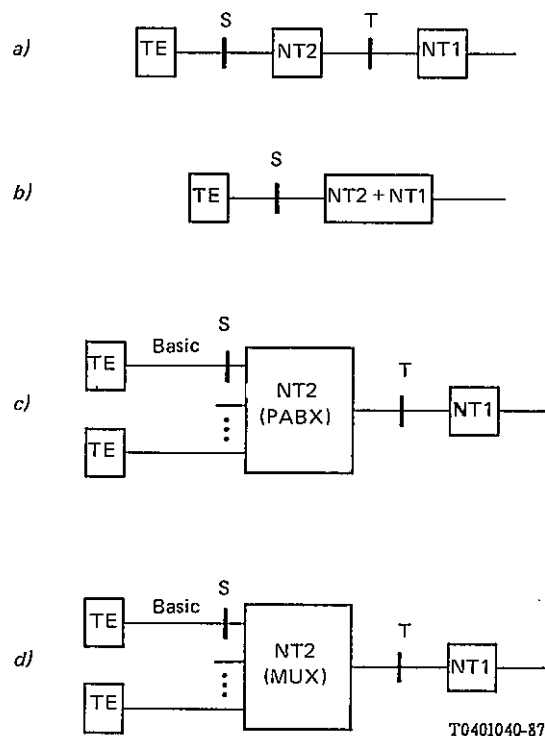 S T
a) TE NT2 NT1
S
b) TE NT2 + NT1
S
Basic
TE
T
c) NT2
(PABX)
NT1
TE
S
Basic
TE
T
d) NT2
(MUX)
NT1
TE
T0401040-87